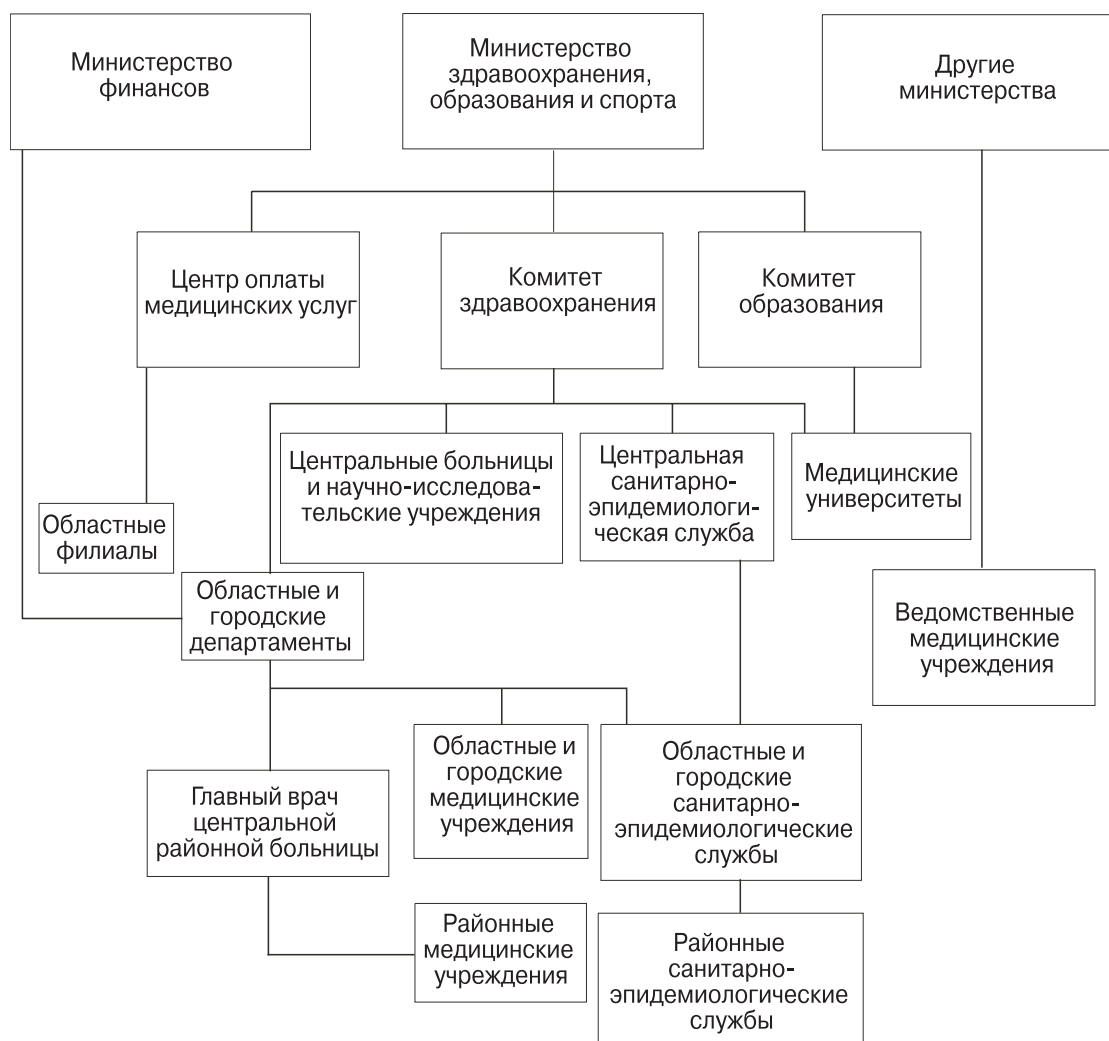 Министерство
финансов
Министерство
здравоохранения,
образования и спорта
Другие
министерства
Центр оплаты
медицинских услуг
Комитет
здравоохранения
Комитет
образования
Центральные больницы
и научно-исследова-
тельские учреждения
Центральная
санитарно-
эпидемиологи-
ческая служба
Медицинские
университеты
Областные
филиалы
Областные и
городские
департаменты
Ведомственные
медицинские
учреждения
Областные и
городские
медицинские
учреждения
Областные и
городские
санитарно-
эпидемиологические
службы
Главный врач
центральной
районной больницы
Районные
медицинские
учреждения
Районные
санитарно-
эпидемиологические
службы